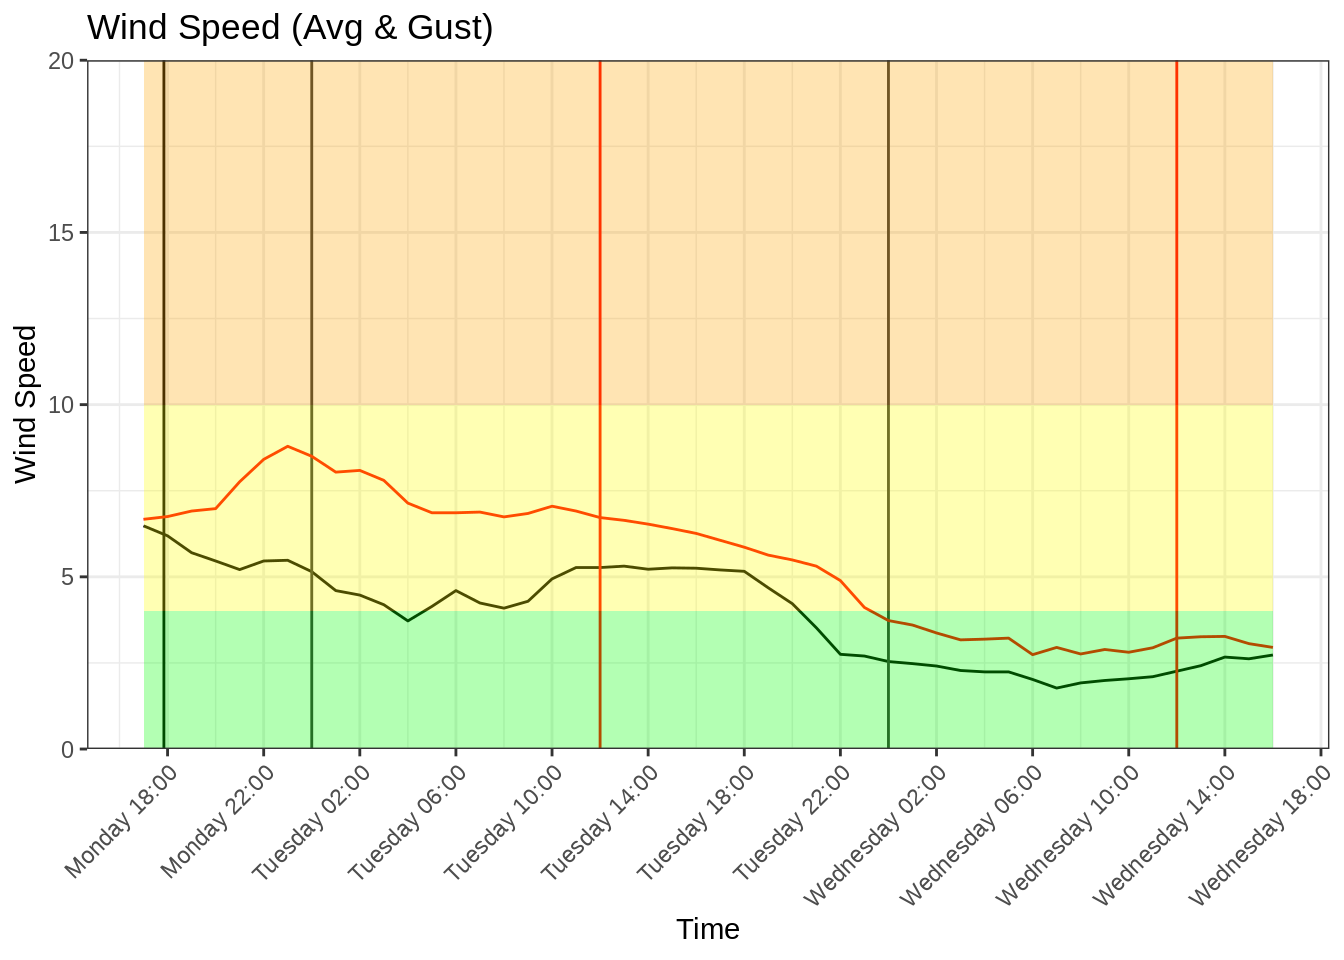 Wind Speed (Avg & Gust)
Wind Speed
20
15
10
5
0
Monday 18:00
Monday 22:00
Tuesday 02:00
Tuesday 06:00
Tuesday 10:00
Tuesday 14:00
Tuesday 18:00
Tuesday 22:00
Wednesday 02:00
Wednesday 06:00
Wednesday 10:00
Wednesday 14:00
Wednesday 18:00
Time